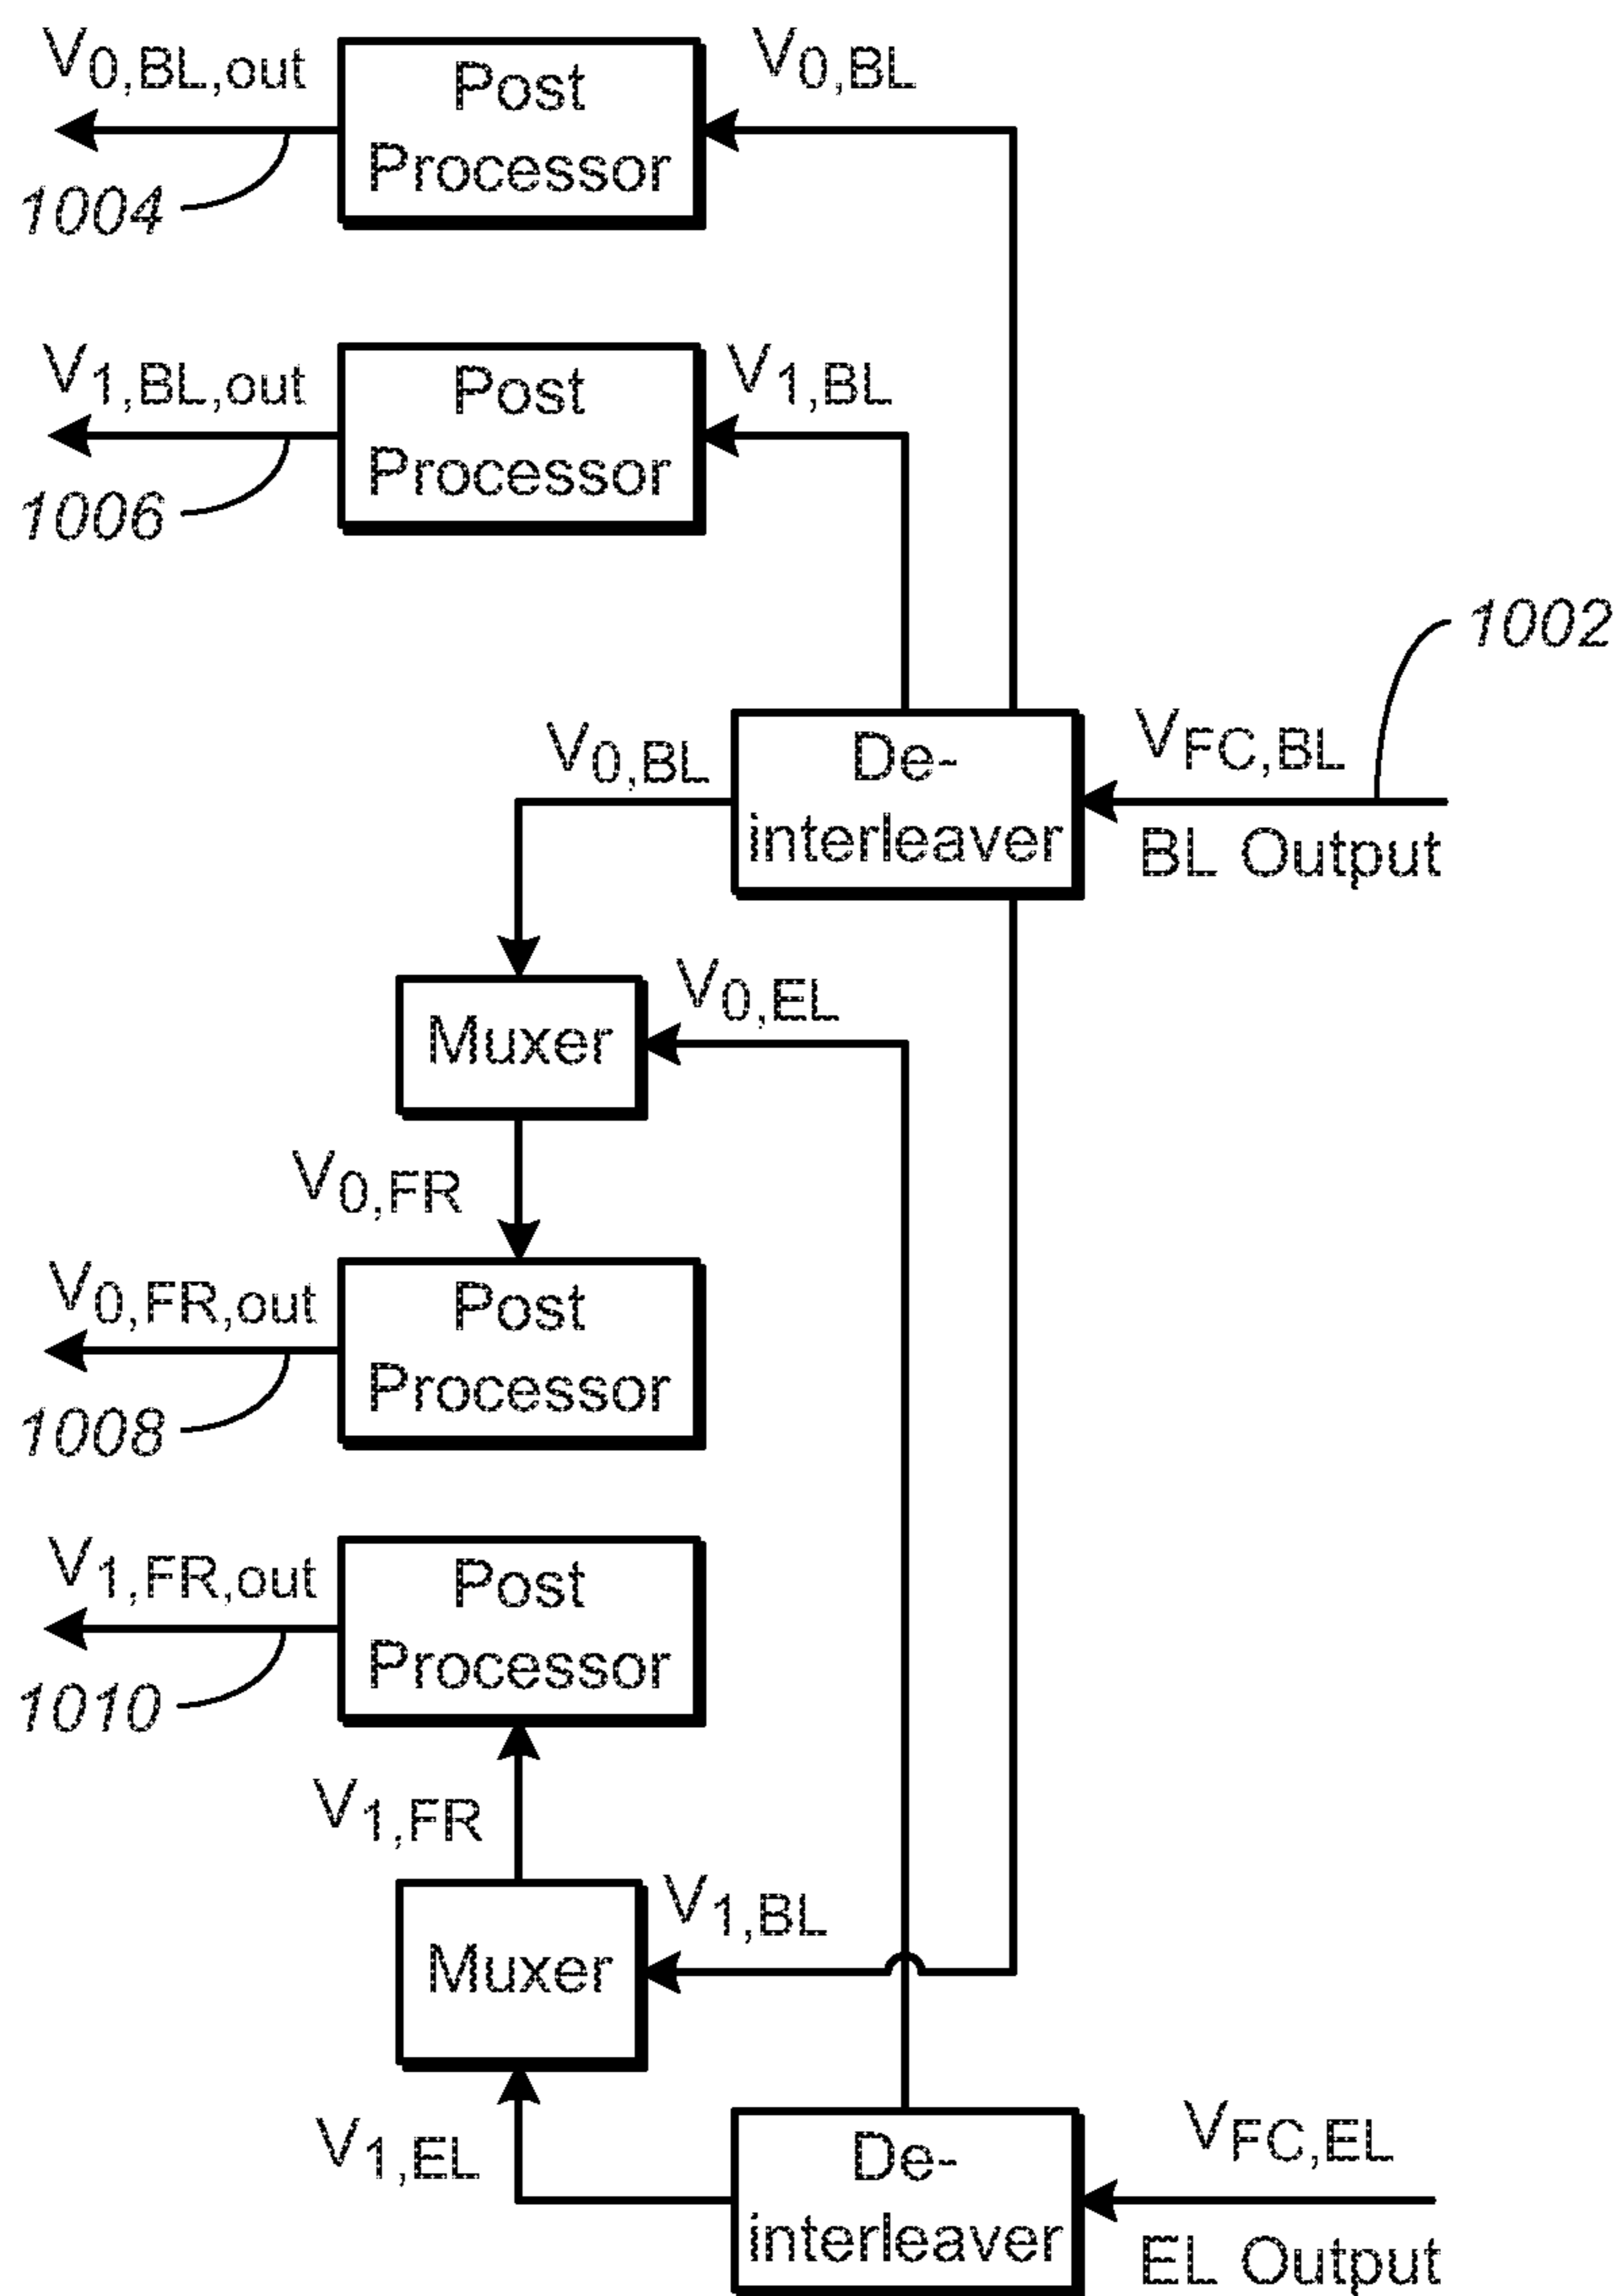 V0,BL,out
Post
Processor
V0,BL
1004
V1,BL,out
Post
Processor
V1,BL
1006
1002
V0,BL
De-
interleaver
VFC,BL
BL Output
Muxer
V0,EL
V0,FR
V0,FR,out
Post
Processor
1008
V1,FR,out
Post
Processor
1010
V1,FR
Muxer
V1,BL
V1,EL
De-
interleaver
VFC,EL
EL Output